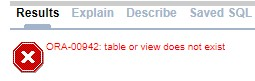 Results Explain Describe Saved SQL
ORA-00942: table or view does not exist